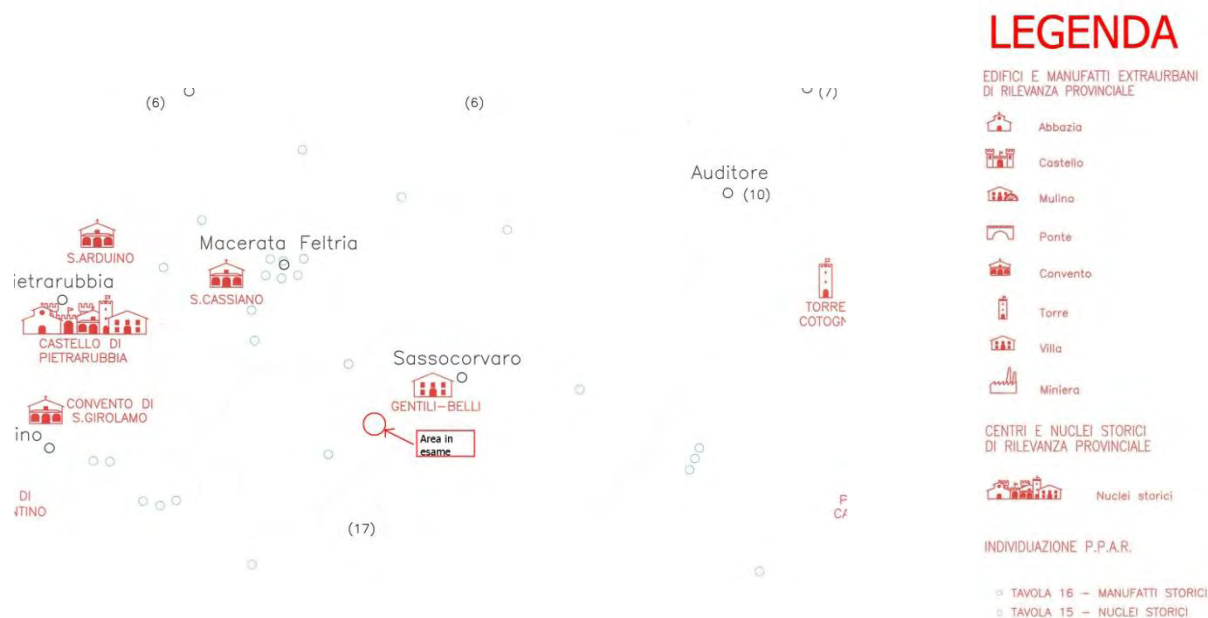 LEGENDA
EDIFICI E MANUFATTI EXTRAURBANI
DI RILEVANZA PROVINCIALE
Abbazia
Castello
Mulino
Ponte
Convento
Torre
Villa
Miniera
CENTRI E NUCLEI STORICI
DI RILEVANZA PROVINCIALE
Nuclei storici
INDIVIDUAZIONE P.P.A.R.
TAVOLA 16 – MANUFATTI STORICI
TAVOLA 15 – NUCLEI STORICI
(6)
(6)
(7)
Auditore
(10)
Macerata Feltria
S.ARDUINO
S.CASSIANO
ietrarubbia
CASTELLO DI
PIETRARUBBIA
TORRE
COTOGN
Sassocorvaro
GENTILI–BELLI
CONVENTO DI
S.GIROLAMO
ino
Area in
esame
DI
NTINO
(17)
P
CA